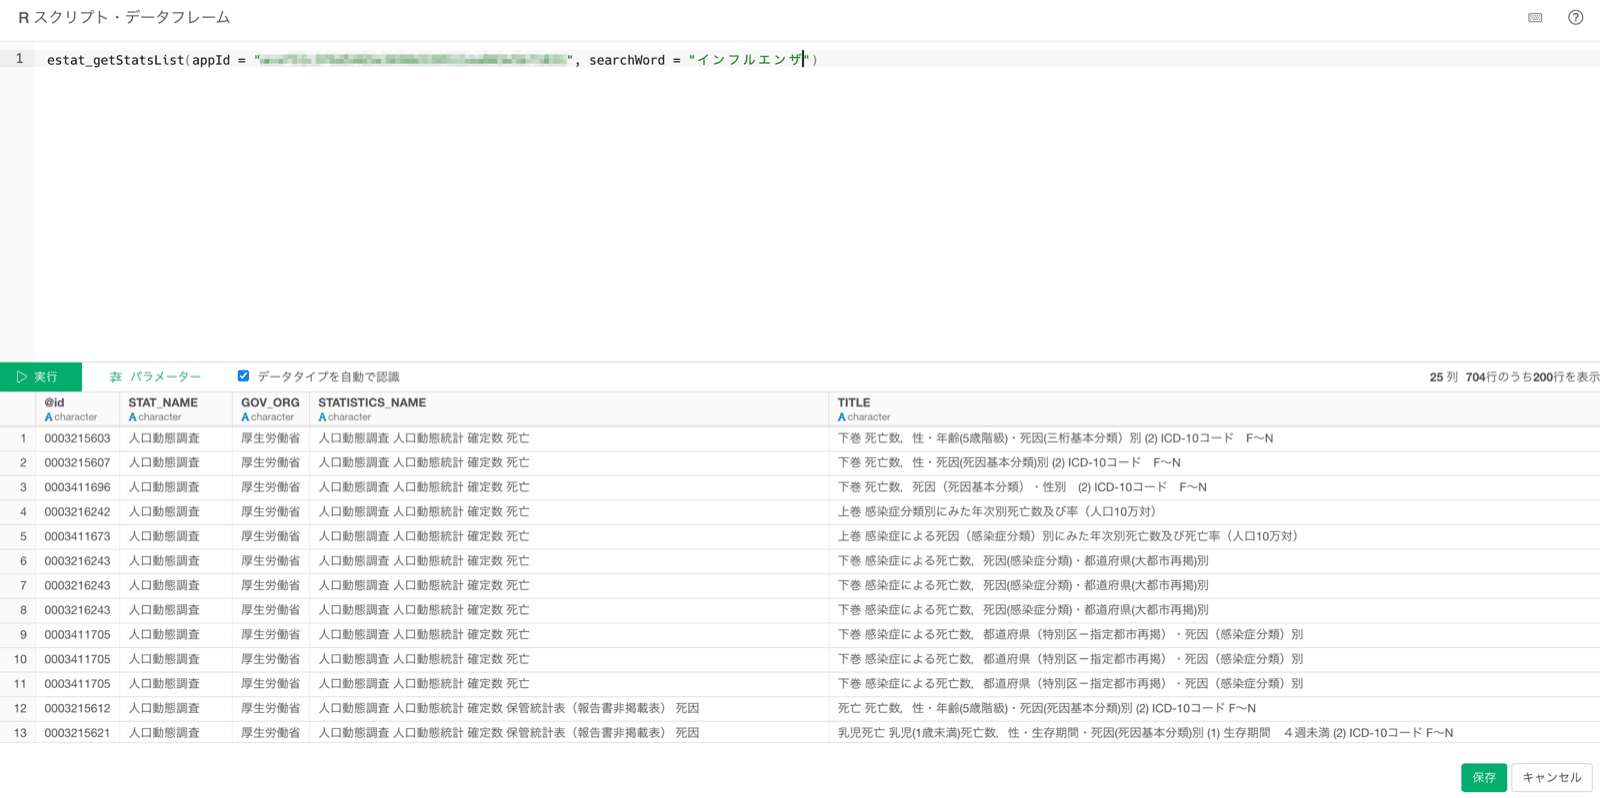 R スクリプト・データフレーム
1 estat_getStatsList(appId = "", searchWord = "インフルエンザ")
実行 パラメーター データタイプを自動で認識 25 列 704行のうち200行を表示
@id STAT_NAME GOV_ORG STATISTICS_NAME TITLE
A character A character A character A character A character
1 0003215603 人口動態調査 厚生労働省 人口動態調査 人口動態統計 確定数 死亡 下巻 死亡数，性・年齢(5歳階級)・死因(三桁基本分類）別 (2) ICD-10コード　F～N
2 0003215607 人口動態調査 厚生労働省 人口動態調査 人口動態統計 確定数 死亡 下巻 死亡数，性・死因(死因基本分類)別 (2) ICD-10コード　F～N
3 0003411696 人口動態調査 厚生労働省 人口動態調査 人口動態統計 確定数 死亡 下巻 死亡数，死因（死因基本分類）・性別　(2) ICD-10コード　F～N
4 0003216242 人口動態調査 厚生労働省 人口動態調査 人口動態統計 確定数 死亡 上巻 感染症分類別にみた年次別死亡数及び率（人口10万対）
5 0003411673 人口動態調査 厚生労働省 人口動態調査 人口動態統計 確定数 死亡 上巻 感染症による死因（感染症分類）別にみた年次別死亡数及び死亡率（人口10万対）
6 0003216243 人口動態調査 厚生労働省 人口動態調査 人口動態統計 確定数 死亡 下巻 感染症による死亡数，死因(感染症分類)・都道府県(大都市再掲)別
7 0003216243 人口動態調査 厚生労働省 人口動態調査 人口動態統計 確定数 死亡 下巻 感染症による死亡数，死因(感染症分類)・都道府県(大都市再掲)別
8 0003216243 人口動態調査 厚生労働省 人口動態調査 人口動態統計 確定数 死亡 下巻 感染症による死亡数，死因(感染症分類)・都道府県(大都市再掲)別
9 0003411705 人口動態調査 厚生労働省 人口動態調査 人口動態統計 確定数 死亡 下巻 感染症による死亡数，都道府県（特別区－指定都市再掲）・死因（感染症分類）別
10 0003411705 人口動態調査 厚生労働省 人口動態調査 人口動態統計 確定数 死亡 下巻 感染症による死亡数，都道府県（特別区－指定都市再掲）・死因（感染症分類）別
11 0003411705 人口動態調査 厚生労働省 人口動態調査 人口動態統計 確定数 死亡 下巻 感染症による死亡数，都道府県（特別区－指定都市再掲）・死因（感染症分類）別
12 0003215612 人口動態調査 厚生労働省 人口動態調査 人口動態統計 確定数 保管統計表（報告書非掲載表） 死因 死亡 死亡数，性・年齢(5歳階級)・死因(死因基本分類)別 (2) ICD-10コード F～N
13 0003215621 人口動態調査 厚生労働省 人口動態調査 人口動態統計 確定数 保管統計表（報告書非掲載表） 死因 乳児死亡 乳児(1歳未満)死亡数，性・生存期間・死因(死因基本分類)別 (1) 生存期間　４週未満 (2) ICD-10コード F～N
保存 キャンセル